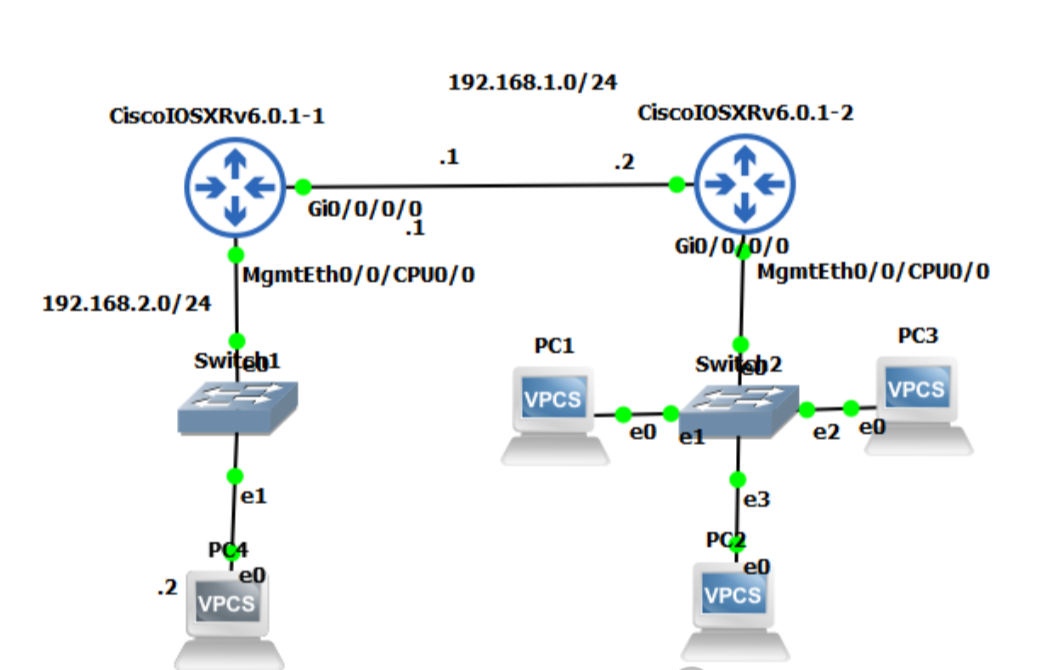 192.168.1.0/24
CiscoIOSXRv6.0.1-1
CiscoIOSXRv6.0.1-2
.1
.2
Gi0/0/0/0
.1
Gi0/0/0/0
MgmtEth0/0/CPU0/0
MgmtEth0/0/CPU0/0
192.168.2.0/24
PC1
PC3
Switch1
e0
Switch2
e0
VPCS
VPCS
e0
e1
e2
e0
e1
e3
PC4
PC2
e0
e0
.2
VPCS
VPCS